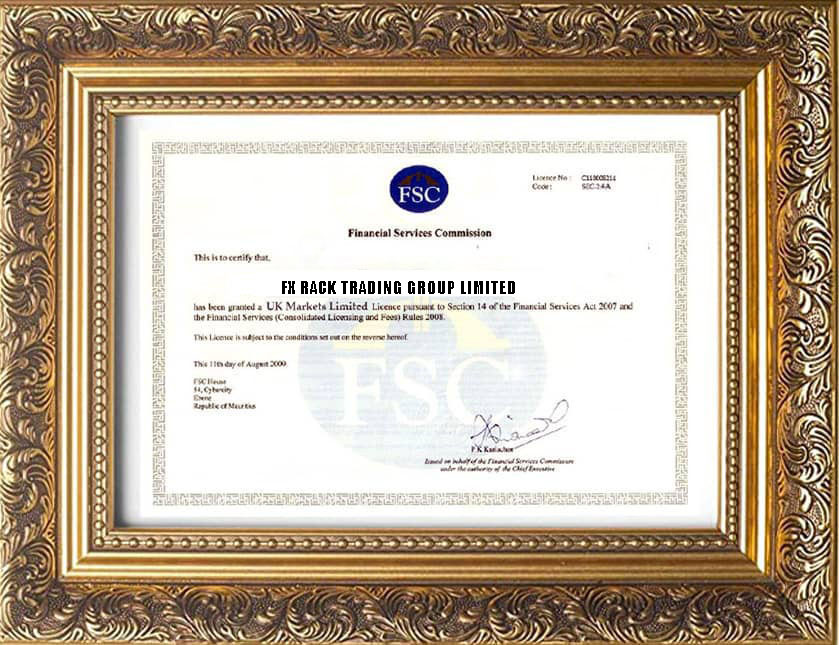 FSC
Licence No :
Code : SEC-2.4A
Financial Services Commission
This is to certify that,
FX RACK TRADING GROUP LIMITED
has been granted a UK Markets Limited Licence pursuant to Section 14 of the Financial Services Act 2007 and
the Financial Services (Consolidated Licensing and Fees) Rules 2008.
This Licence is subject to the conditions set out on the reverse hereof.
This 11th day of August 2009
FSC House
54, Cybercity
Ebene
Republic of Mauritius
FSC
P K
Issued on behalf of the Financial Services Commission
under the authority of the Chief Executive